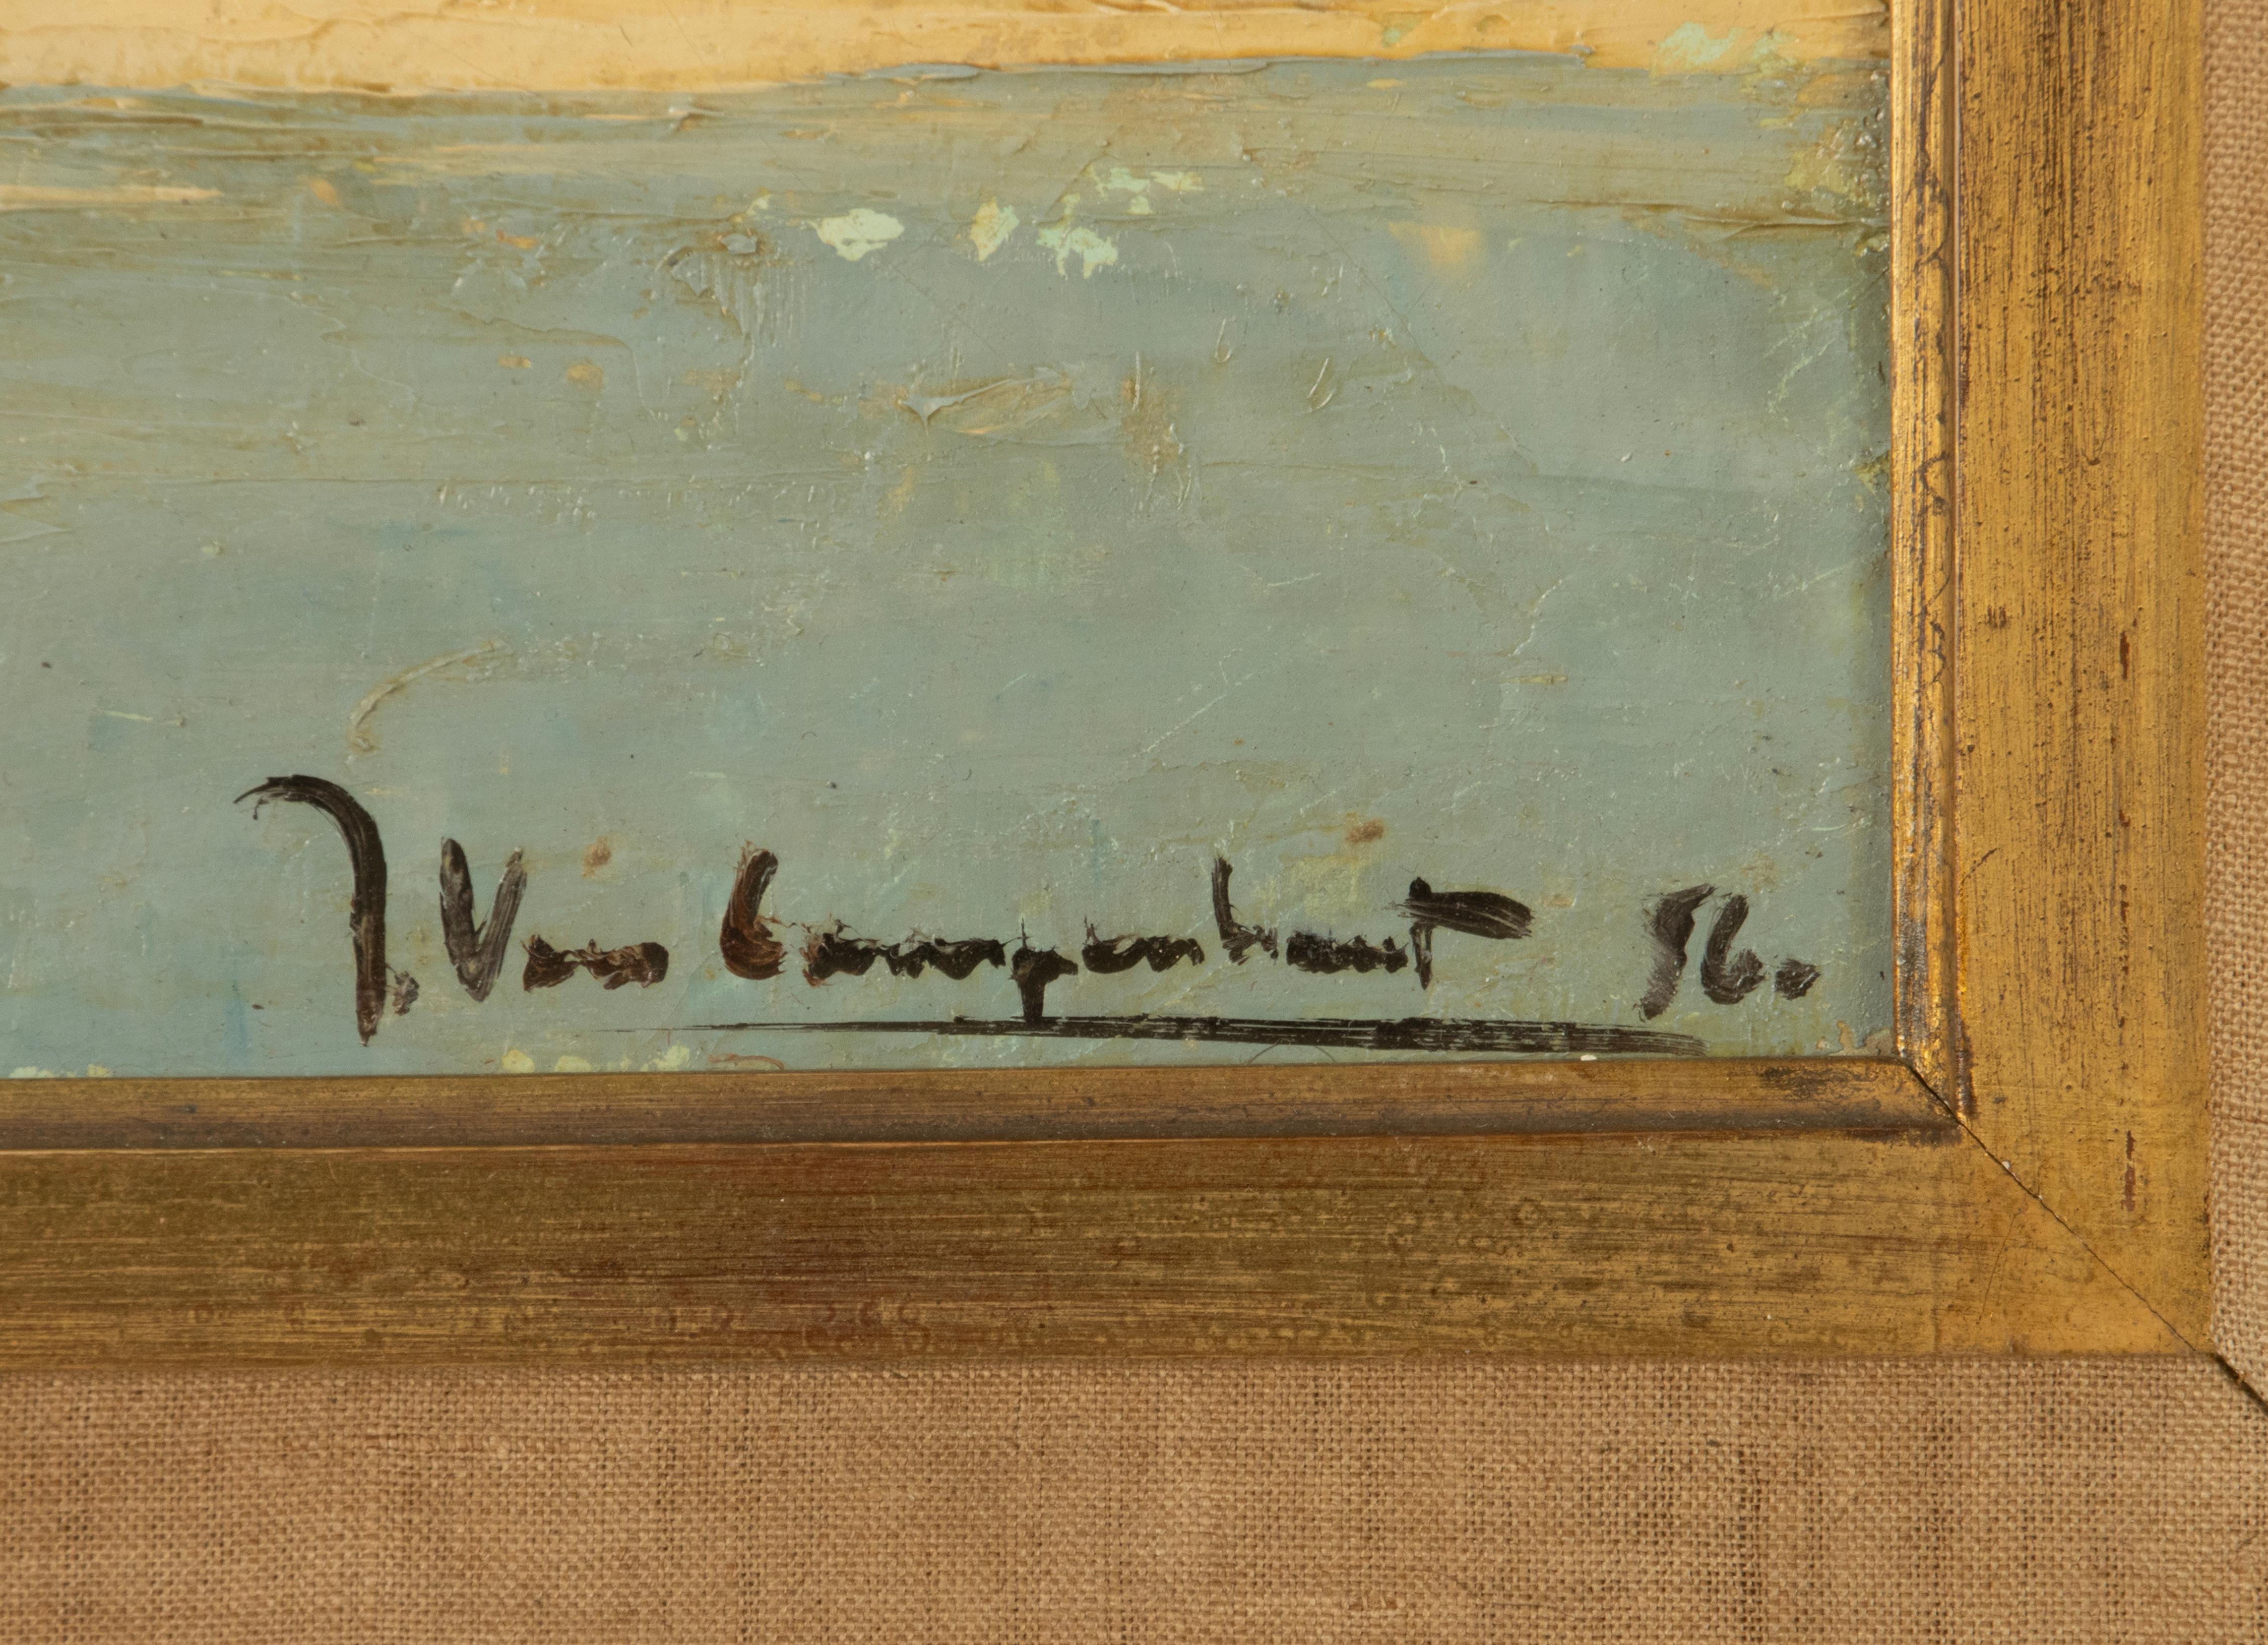 J. Van Campenhout 56.